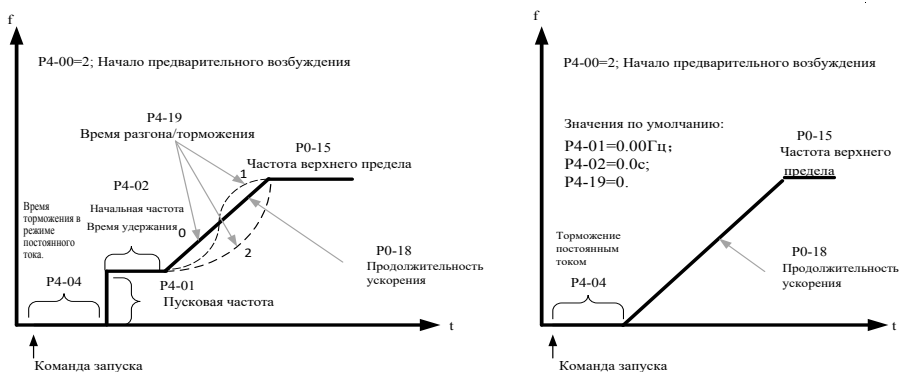 f
P4-00=2; Начало предварительного возбуждения
P4-19
Время разгона/торможения
P0-15
Частота верхнего предела
1
P4-02
Начальная частота
Время удержания
0
2
Время
торможения в
режиме
постоянного
тока.
P0-18
Продолжительность
ускорения
P4-04
P4-01
Пусковая частота
t
Команда запуска
f
P4-00=2; Начало предварительного возбуждения
Значения по умолчанию:
P4-01=0.00Гц;
P4-02=0.0с;
P4-19=0.
P0-15
Частота верхнего
предела
Торможение
постоянным
током
P4-04
P0-18
Продолжительность
ускорения
t
Команда запуска